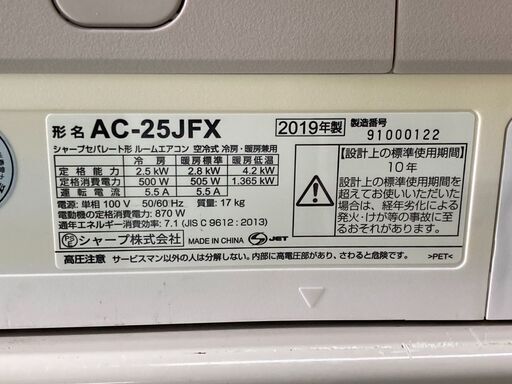 形名 AC-25JFX 2019年製 製造番号 91000122
シャープセパレート形 ルームエアコン 空冷式 冷房・暖房兼用
冷房 暖房標準 暖房低温
定格能力 2.5 kW 2.8 kW 4.2 kW
定格消費電力 500 W 505 W 1,365 kW
運転電流 5.5 A 5.5 A
電源: 単相 100 V 50/60 Hz 質量: 17 kg
電動機の定格消費電力: 870 W
通年エネルギー消費効率: 7.1 (JIS C 9612 : 2013)
シャープ株式会社 MADE IN CHINA JET
【設計上の標準使用期間】
10 年
設計上の標準使用期間を超えてお使いいただいた場合は、経年劣化による発火・けが等の事故に至るおそれがあります。
高圧注意 サービスマン以外の人は分解しない。内部に高電圧部があり、さわると危険です。 >PET<